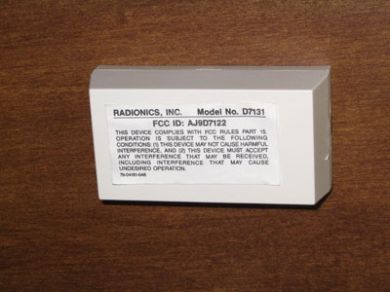 RADIONICS, INC. Model No. D7131
FCC ID: AJ9D7122
THIS DEVICE COMPLIES WITH FCC RULES PART 15.
OPERATION IS SUBJECT TO THE FOLLOWING
CONDITIONS: (1) THIS DEVICE MAY NOT CAUSE HARMFUL
INTERFERENCE, AND (2) THIS DEVICE MUST ACCEPT
ANY INTERFERENCE THAT MAY BE RECEIVED,
INCLUDING INTERFERENCE THAT MAY CAUSE
UNDESIRED OPERATION.